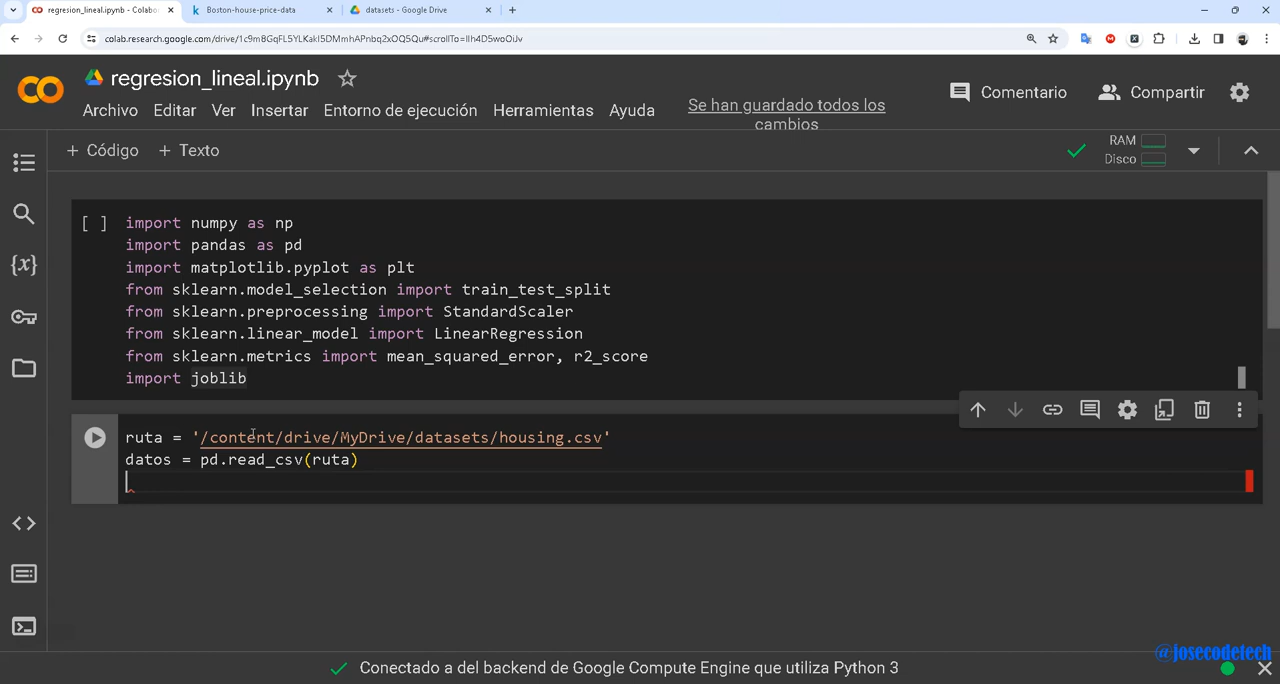 regresion_lineal.ipynb - Colabo
Boston-house-price-data
datasets - Google Drive
colab.research.google.com/drive/1c9m8GqFL5YLKakI5DMmhAPnbq2xOQ5Qu#scrollTo=IIh4D5woOiJv
regresion_lineal.ipynb
Archivo Editar Ver Insertar Entorno de ejecución Herramientas Ayuda
Se han guardado todos los
cambios
Comentario
Compartir
+ Código + Texto
RAM
Disco
[ ]
import numpy as np
import pandas as pd
import matplotlib.pyplot as plt
from sklearn.model_selection import train_test_split
from sklearn.preprocessing import StandardScaler
from sklearn.linear_model import LinearRegression
from sklearn.metrics import mean_squared_error, r2_score
import joblib
ruta = '/content/drive/MyDrive/datasets/housing.csv'
datos = pd.read_csv(ruta)
Conectado a del backend de Google Compute Engine que utiliza Python 3
@josecodetech